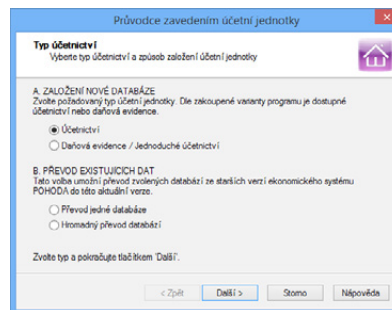 Průvodce zavedením účetní jednotky
Typ účetnictví
Vyberte typ účetnictví a způsob založení účetní jednotky
A. ZALOŽENÍ NOVÉ DATABÁZE
Zvolte požadovaný typ účetní jednotky. Dle zakoupené varianty programu je dostupné
účetnictví nebo daňová evidence.
Účetnictví
Daňová evidence / Jednoduché účetnictví
B. PŘEVOD EXISTUJÍCÍCH DAT
Tato volba umožní převod zvolených databází ze starších verzí ekonomického systému
POHODA do této aktuální verze.
Převod jedné databáze
Hromadný převod databází
Zvolte typ a pokračujte tlačítkem 'Další'.
< Zpět
Další >
Storno
Nápověda